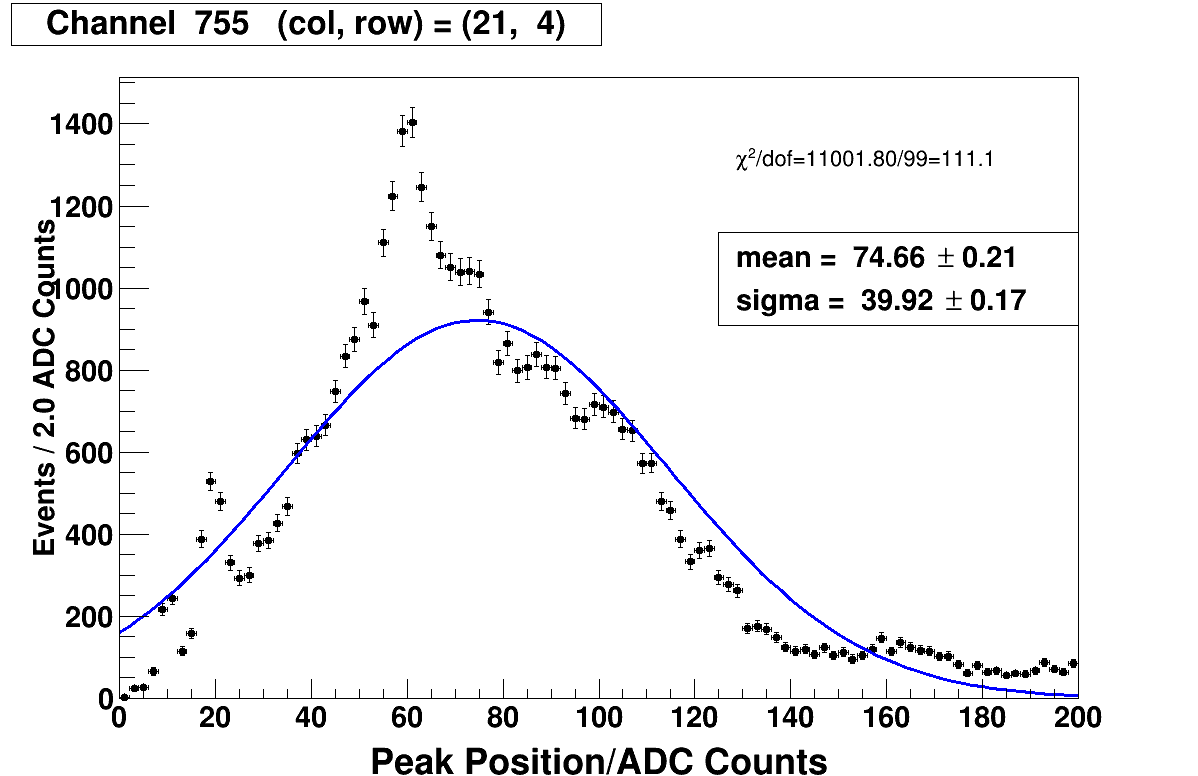 Channel 755 (col, row) = (21, 4)
χ²/dof=11001.80/99=111.1
mean = 74.66 ± 0.21
sigma = 39.92 ± 0.17
Events / 2.0 ADC Counts
1400
1200
1000
800
600
400
200
0
0 20 40 60 80 100 120 140 160 180 200
Peak Position/ADC Counts